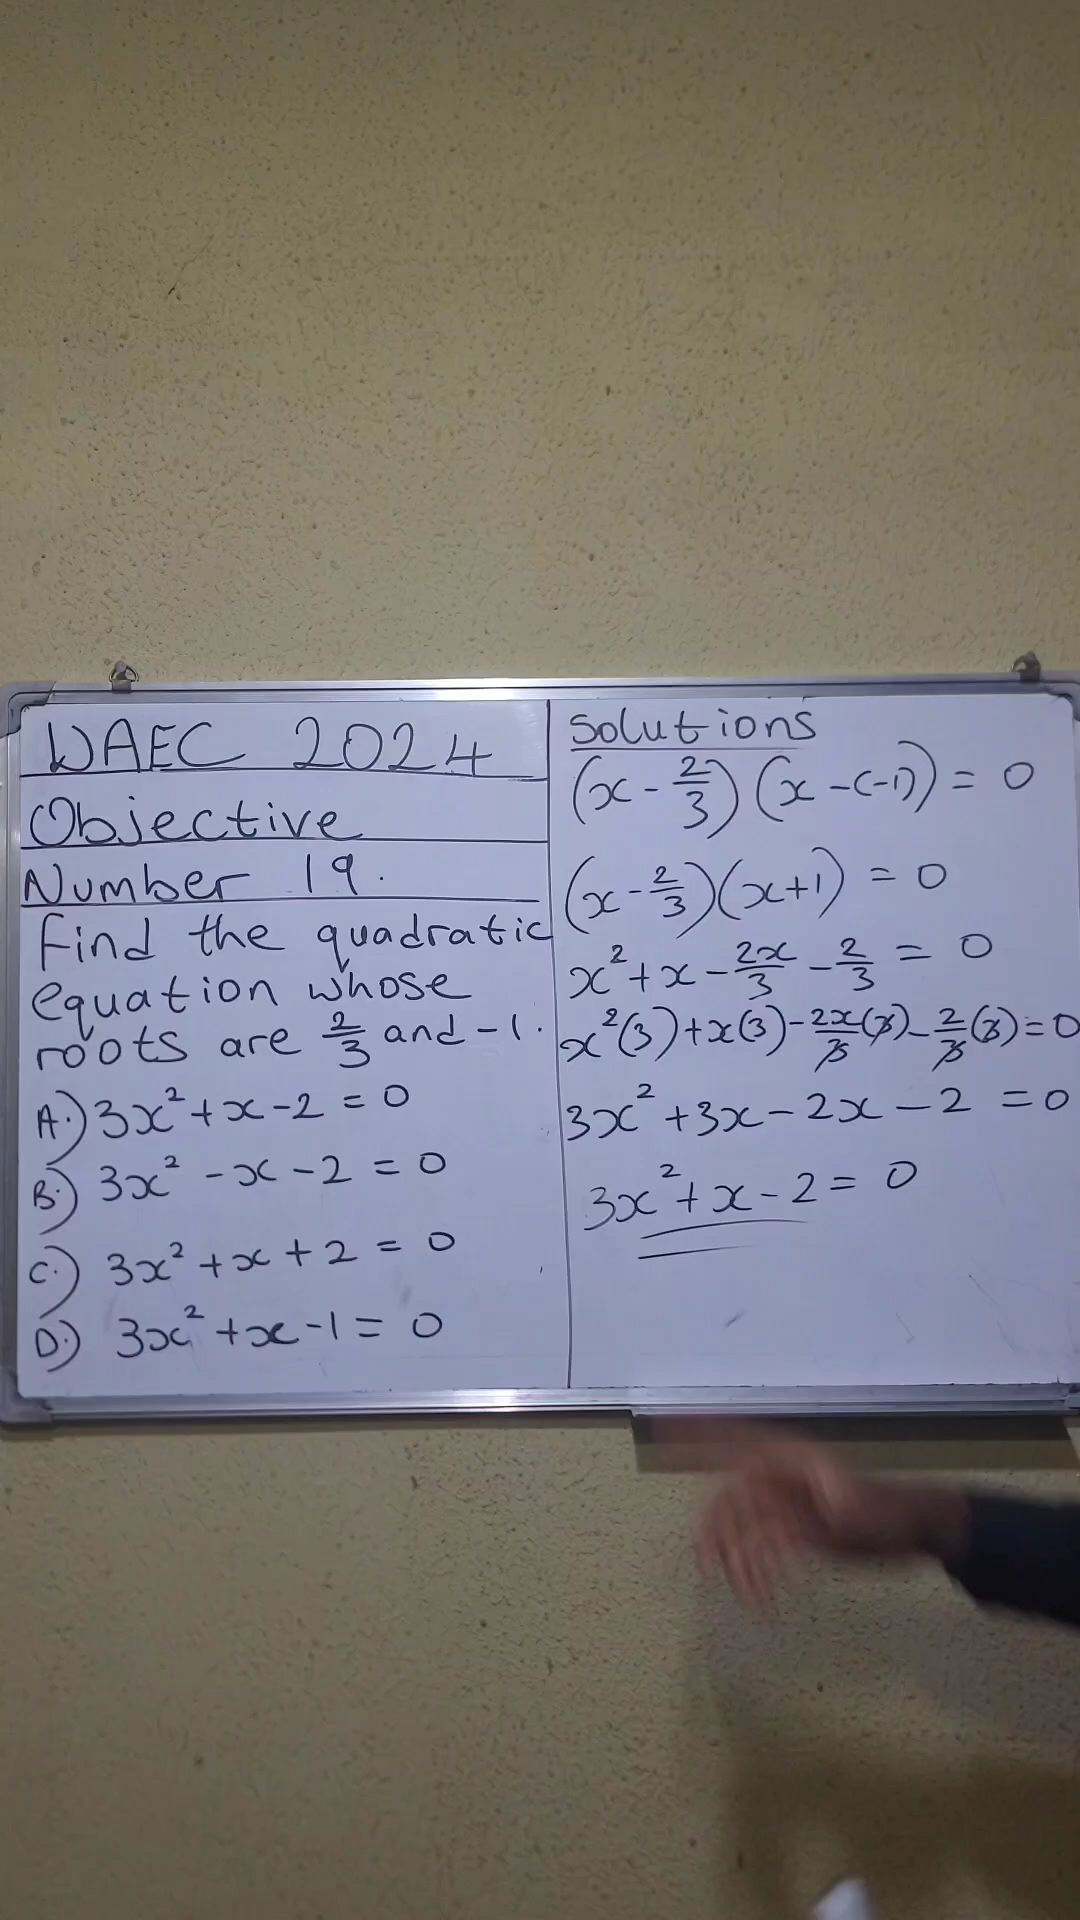 WAEC 2024
Objective
Number 19.
Find the quadratic
equation whose
roots are 2/3 and -1.
A.) 3x² + x - 2 = 0
B.) 3x² - x - 2 = 0
C.) 3x² + x + 2 = 0
D.) 3x² + x - 1 = 0
Solutions
(x - 2/3) (x - (-1)) = 0
(x - 2/3)(x + 1) = 0
x² + x - 2x/3 - 2/3 = 0
x²(3) + x(3) - 2x/3(3) - 2/3(3) = 0
3x² + 3x - 2x - 2 = 0
3x² + x - 2 = 0